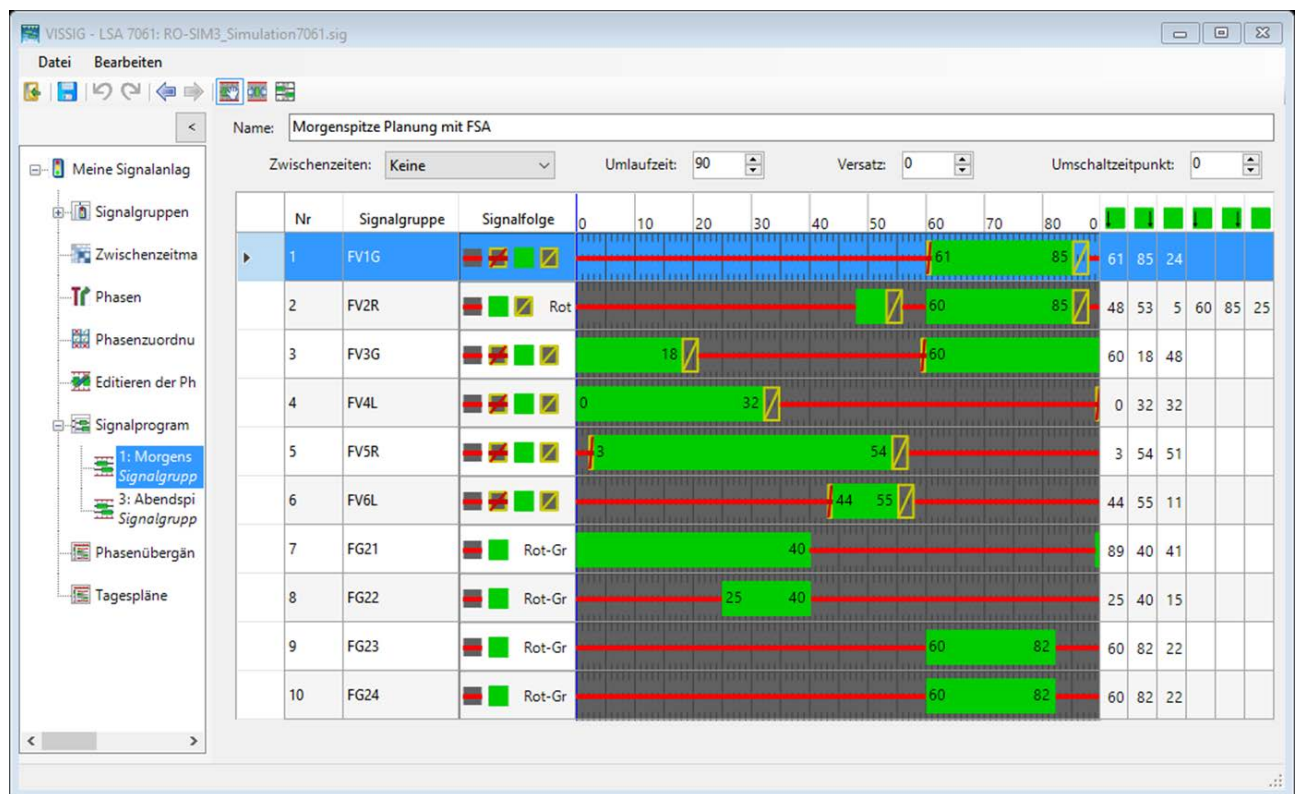 VISSIG - LSA 7061: RO-SIM3_Simulation7061.sig
Datei Bearbeiten
< Name: Morgenspitze Planung mit FSA
Meine Signalanlag
Zwischenzeiten: Keine Umlaufzeit: 90 Versatz: 0 Umschaltzeitpunkt: 0
Signalgruppen
Zwischenzeitma
Phasen
Phasenzuordnu
Editieren der Ph
Signalprogram
1: Morgens
Signalgrupp
3: Abendspi
Signalgrupp
Phasenübergän
Tagespläne
Nr Signalgruppe Signalfolge 0 10 20 30 40 50 60 70 80 0
1 FV1G 61 85 61 85 24
2 FV2R Rot 60 85 48 53 5 60 85 25
3 FV3G 18 60 60 18 48
4 FV4L 0 32 0 32 32
5 FV5R 3 54 3 54 51
6 FV6L 44 55 44 55 11
7 FG21 Rot-Gr 40 89 40 41
8 FG22 Rot-Gr 25 40 25 40 15
9 FG23 Rot-Gr 60 82 60 82 22
10 FG24 Rot-Gr 60 82 60 82 22